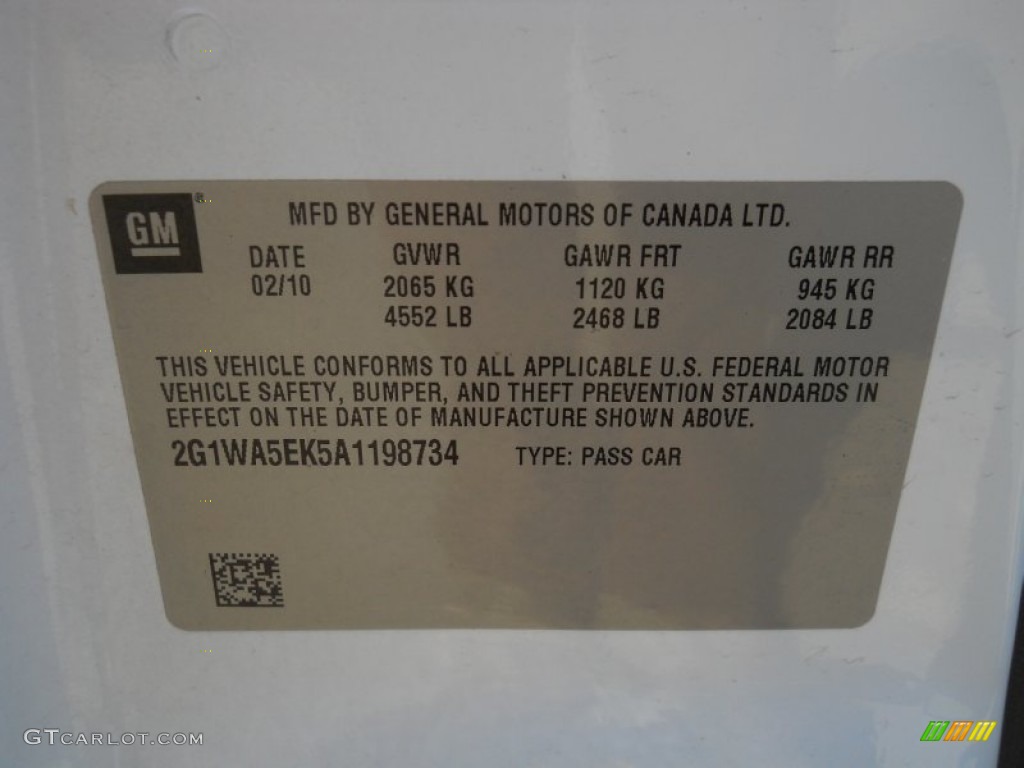 GM®
MFD BY GENERAL MOTORS OF CANADA LTD.
DATE GVWR GAWR FRT GAWR RR
02/10 2065 KG 1120 KG 945 KG
4552 LB 2468 LB 2084 LB
THIS VEHICLE CONFORMS TO ALL APPLICABLE U.S. FEDERAL MOTOR
VEHICLE SAFETY, BUMPER, AND THEFT PREVENTION STANDARDS IN
EFFECT ON THE DATE OF MANUFACTURE SHOWN ABOVE.
2G1WA5EK5A1198734 TYPE: PASS CAR
GTCARLOT.COM